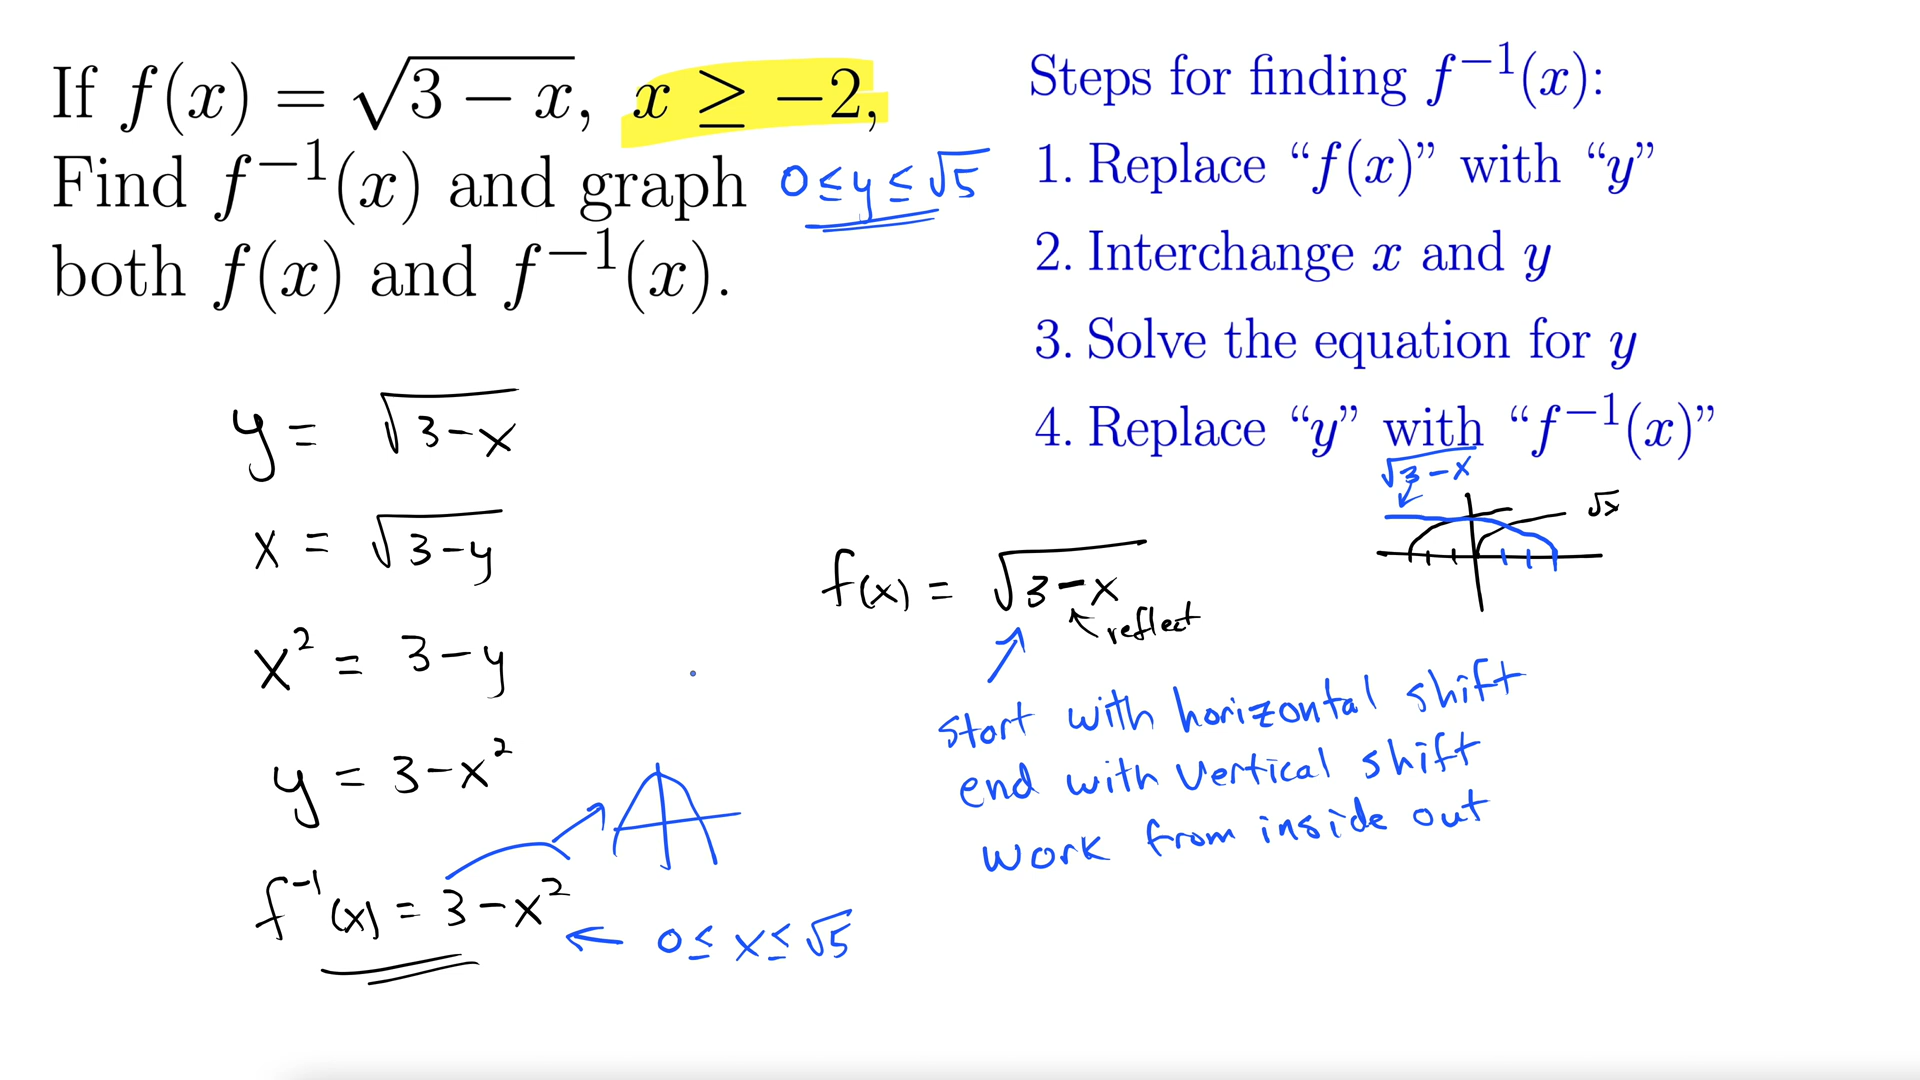 If f(x) = √3 − x, x ≥ −2,
Find f⁻¹(x) and graph
both f(x) and f⁻¹(x).
0 ≤ y ≤ √5
Steps for finding f⁻¹(x):
1. Replace “f(x)” with “y”
2. Interchange x and y
3. Solve the equation for y
4. Replace “y” with “f⁻¹(x)”
y = √3-x
x = √3-y
x² = 3-y
y = 3-x²
f⁻¹(x) = 3-x²
← 0 ≤ x ≤ √5
f(x) = √3-x
reflect
√3-x
√x
start with horizontal shift
end with vertical shift
work from inside out